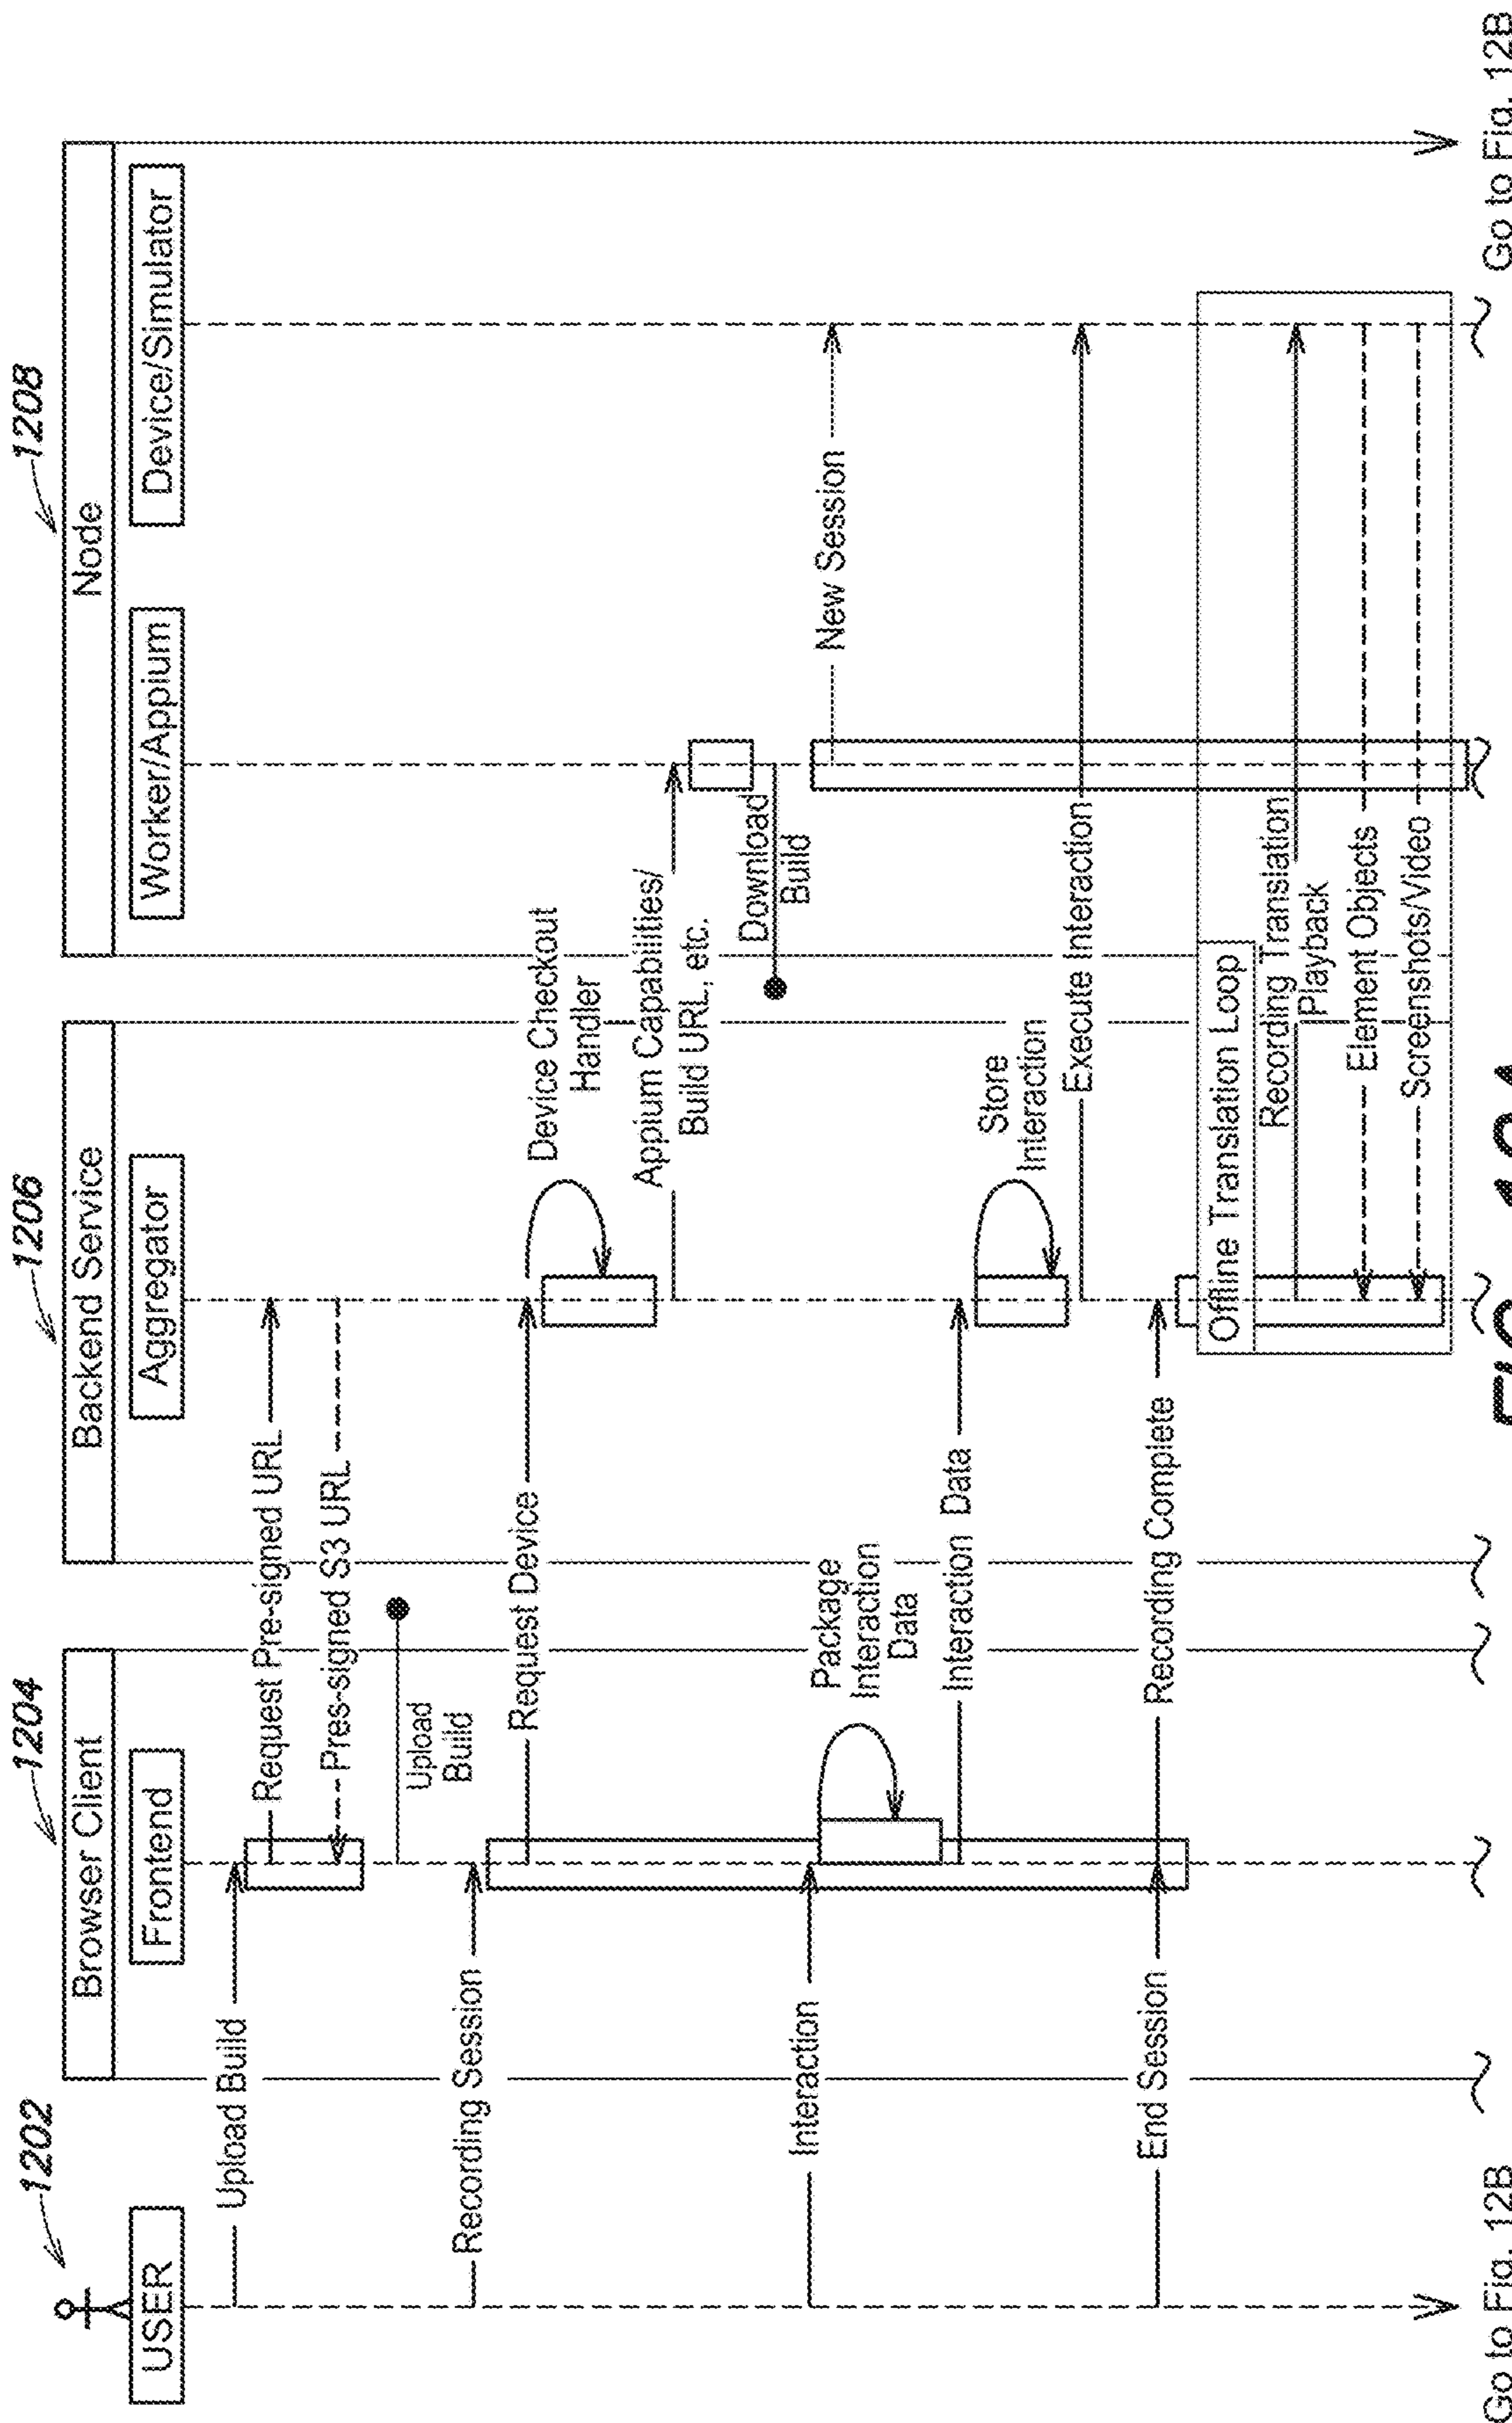 1202
1204
1206
1208
Browser Client
Backend Service
Node
USER
Frontend
Aggregator
Worker/Appium
Device/Simulator
Upload Build
Request Pre-signed URL
Pres-signed S3 URL
Upload
Build
Recording Session
Request Device
Device Checkout
Handler
Appium Capabilities/
Build URL, etc.
Download
Build
Interaction
Package
Interaction
Data
New Session
Interaction Data
Store
Interaction
Execute Interaction
End Session
Recording Complete
Offline Translation Loop
Recording Translation
Playback
Element Objects
Screenshots/Video
Go to Fig. 12B
Go to Fig. 12B